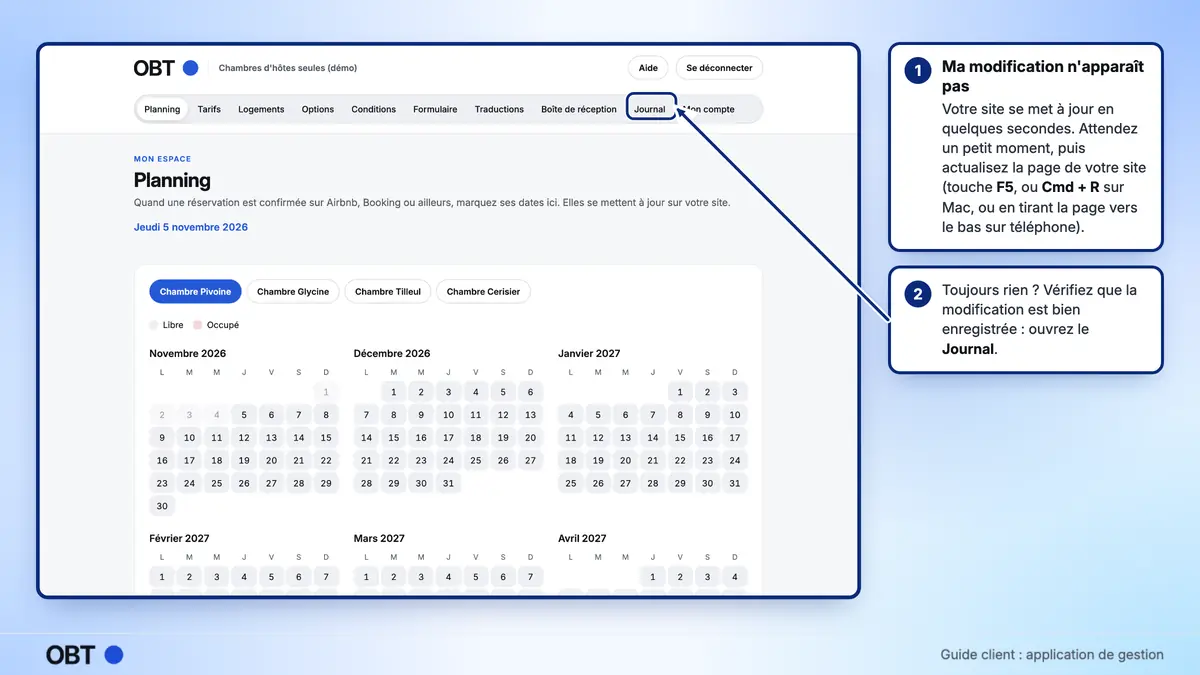 OBT
Chambres d'hôtes seules (démo)
Aide
Se déconnecter
Planning
Tarifs
Logements
Options
Conditions
Formulaire
Traductions
Boîte de réception
Journal
Mon compte
MON ESPACE
Planning
Quand une réservation est confirmée sur Airbnb, Booking ou ailleurs, marquez ses dates ici. Elles se mettent à jour sur votre site.
Jeudi 5 novembre 2026
Chambre Pivoine
Chambre Glycine
Chambre Tilleul
Chambre Cerisier
Libre
Occupé
Novembre 2026
L M M J V S D
1
2 3 4 5 6 7 8
9 10 11 12 13 14 15
16 17 18 19 20 21 22
23 24 25 26 27 28 29
30
Décembre 2026
L M M J V S D
1 2 3 4 5 6
7 8 9 10 11 12 13
14 15 16 17 18 19 20
21 22 23 24 25 26 27
28 29 30 31
Janvier 2027
L M M J V S D
1 2 3
4 5 6 7 8 9 10
11 12 13 14 15 16 17
18 19 20 21 22 23 24
25 26 27 28 29 30 31
Février 2027
L M M J V S D
1 2 3 4 5 6 7
Mars 2027
L M M J V S D
1 2 3 4 5 6 7
Avril 2027
L M M J V S D
1 2 3 4
1
Ma modification n'apparaît
pas
Votre site se met à jour en
quelques secondes. Attendez
un petit moment, puis
actualisez la page de votre site
(touche F5, ou Cmd + R sur
Mac, ou en tirant la page vers
le bas sur téléphone).
2
Toujours rien ? Vérifiez que la
modification est bien
enregistrée : ouvrez le
Journal.
OBT
Guide client : application de gestion